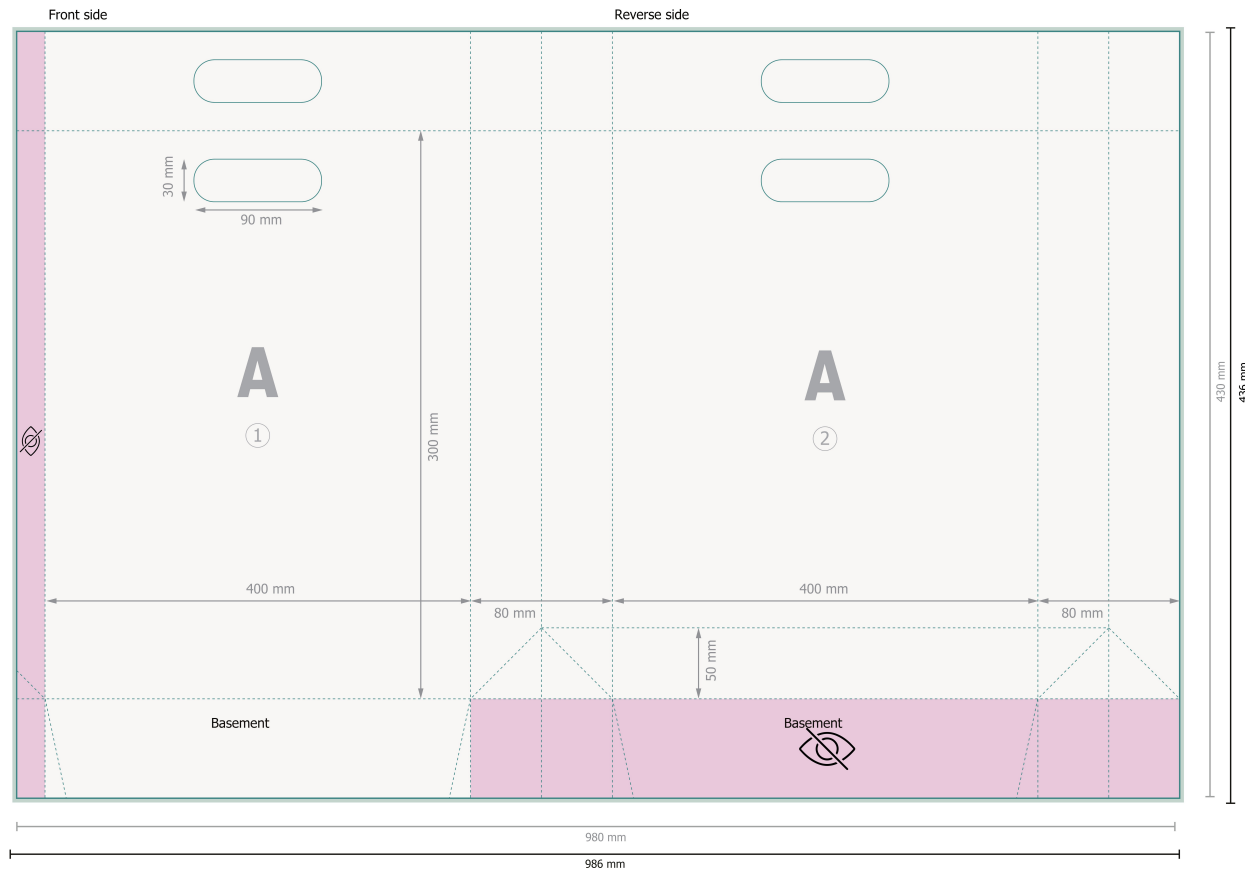 Front side
Reverse side
30 mm
90 mm
A
1
A
2
300 mm
430 mm
436 mm
400 mm
80 mm
400 mm
80 mm
50 mm
Basement
Basement
980 mm
986 mm